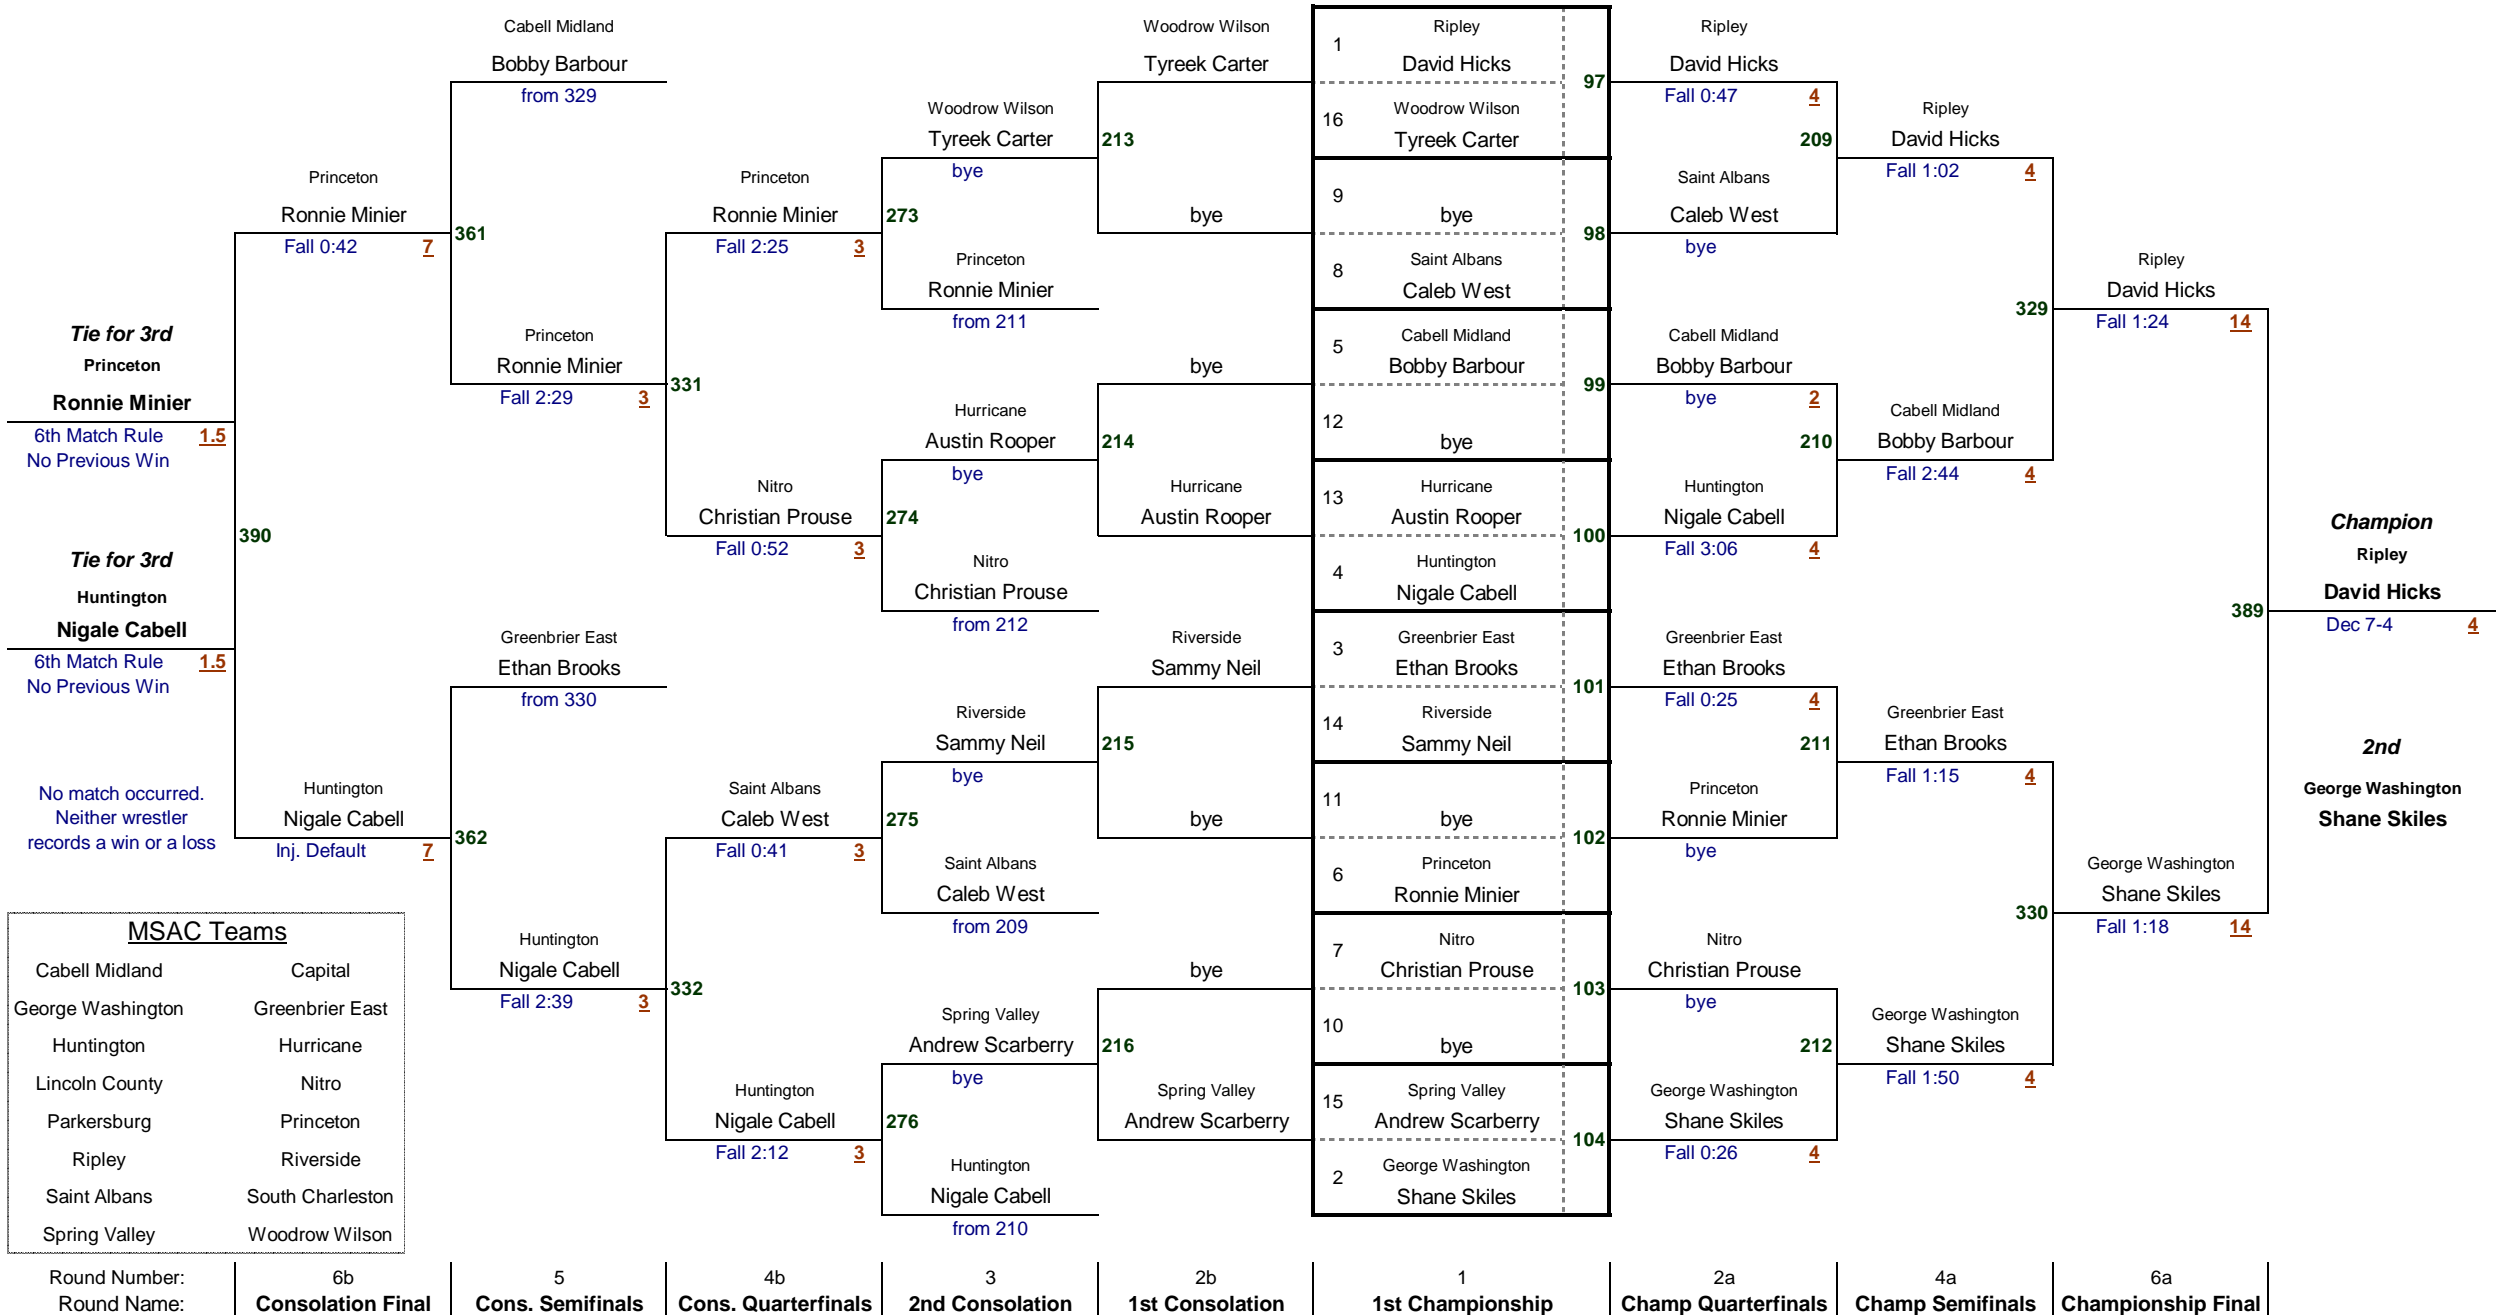 Cabell Midland
Bobby Barbour
from 329
Princeton
Ronnie Minier
Fall 0:42 7
361
Princeton
Ronnie Minier
Fall 2:29 3
Tie for 3rd
Princeton
Ronnie Minier
6th Match Rule 1.5
No Previous Win
390
Tie for 3rd
Huntington
Nigale Cabell
6th Match Rule 1.5
No Previous Win
No match occurred.
Neither wrestler
records a win or a loss
Greenbrier East
Ethan Brooks
from 330
Huntington
Nigale Cabell
Inj. Default 7
362
Huntington
Nigale Cabell
Fall 2:39 3
Princeton
Ronnie Minier
Fall 2:25 3
331
Nitro
Christian Prouse
Fall 0:52 3
Saint Albans
Caleb West
Fall 0:41 3
332
Huntington
Nigale Cabell
Fall 2:12 3
Woodrow Wilson
Tyreek Carter
bye
273
Princeton
Ronnie Minier
from 211
Hurricane
Austin Rooper
bye
274
Nitro
Christian Prouse
from 212
Riverside
Sammy Neil
bye
275
Saint Albans
Caleb West
from 209
Spring Valley
Andrew Scarberry
bye
276
Huntington
Nigale Cabell
from 210
Woodrow Wilson
Tyreek Carter
213
bye
bye
214
Hurricane
Austin Rooper
Riverside
Sammy Neil
215
bye
bye
216
Spring Valley
Andrew Scarberry
1 Ripley
David Hicks
97
16 Woodrow Wilson
Tyreek Carter
9 bye
98
8 Saint Albans
Caleb West
5 Cabell Midland
Bobby Barbour
99
12 bye
13 Hurricane
Austin Rooper
100
4 Huntington
Nigale Cabell
3 Greenbrier East
Ethan Brooks
101
14 Riverside
Sammy Neil
11 bye
102
6 Princeton
Ronnie Minier
7 Nitro
Christian Prouse
103
10 bye
15 Spring Valley
Andrew Scarberry
104
2 George Washington
Shane Skiles
Ripley
David Hicks
Fall 0:47 4
209
Saint Albans
Caleb West
bye
Cabell Midland
Bobby Barbour
bye 2
210
Huntington
Nigale Cabell
Fall 3:06 4
Greenbrier East
Ethan Brooks
Fall 0:25 4
211
Princeton
Ronnie Minier
bye
Nitro
Christian Prouse
bye
212
George Washington
Shane Skiles
Fall 0:26 4
Ripley
David Hicks
Fall 1:02 4
329
Cabell Midland
Bobby Barbour
Fall 2:44 4
Greenbrier East
Ethan Brooks
Fall 1:15 4
330
George Washington
Shane Skiles
Fall 1:50 4
Ripley
David Hicks
Fall 1:24 14
389
George Washington
Shane Skiles
Fall 1:18 14
Champion
Ripley
David Hicks
Dec 7-4 4
2nd
George Washington
Shane Skiles
MSAC Teams
Cabell Midland Capital
George Washington Greenbrier East
Huntington Hurricane
Lincoln County Nitro
Parkersburg Princeton
Ripley Riverside
Saint Albans South Charleston
Spring Valley Woodrow Wilson
Round Number: 6b 5 4b 3 2b 1 2a 4a 6a
Round Name: Consolation Final Cons. Semifinals Cons. Quarterfinals 2nd Consolation 1st Consolation 1st Championship Champ Quarterfinals Champ Semifinals Championship Final